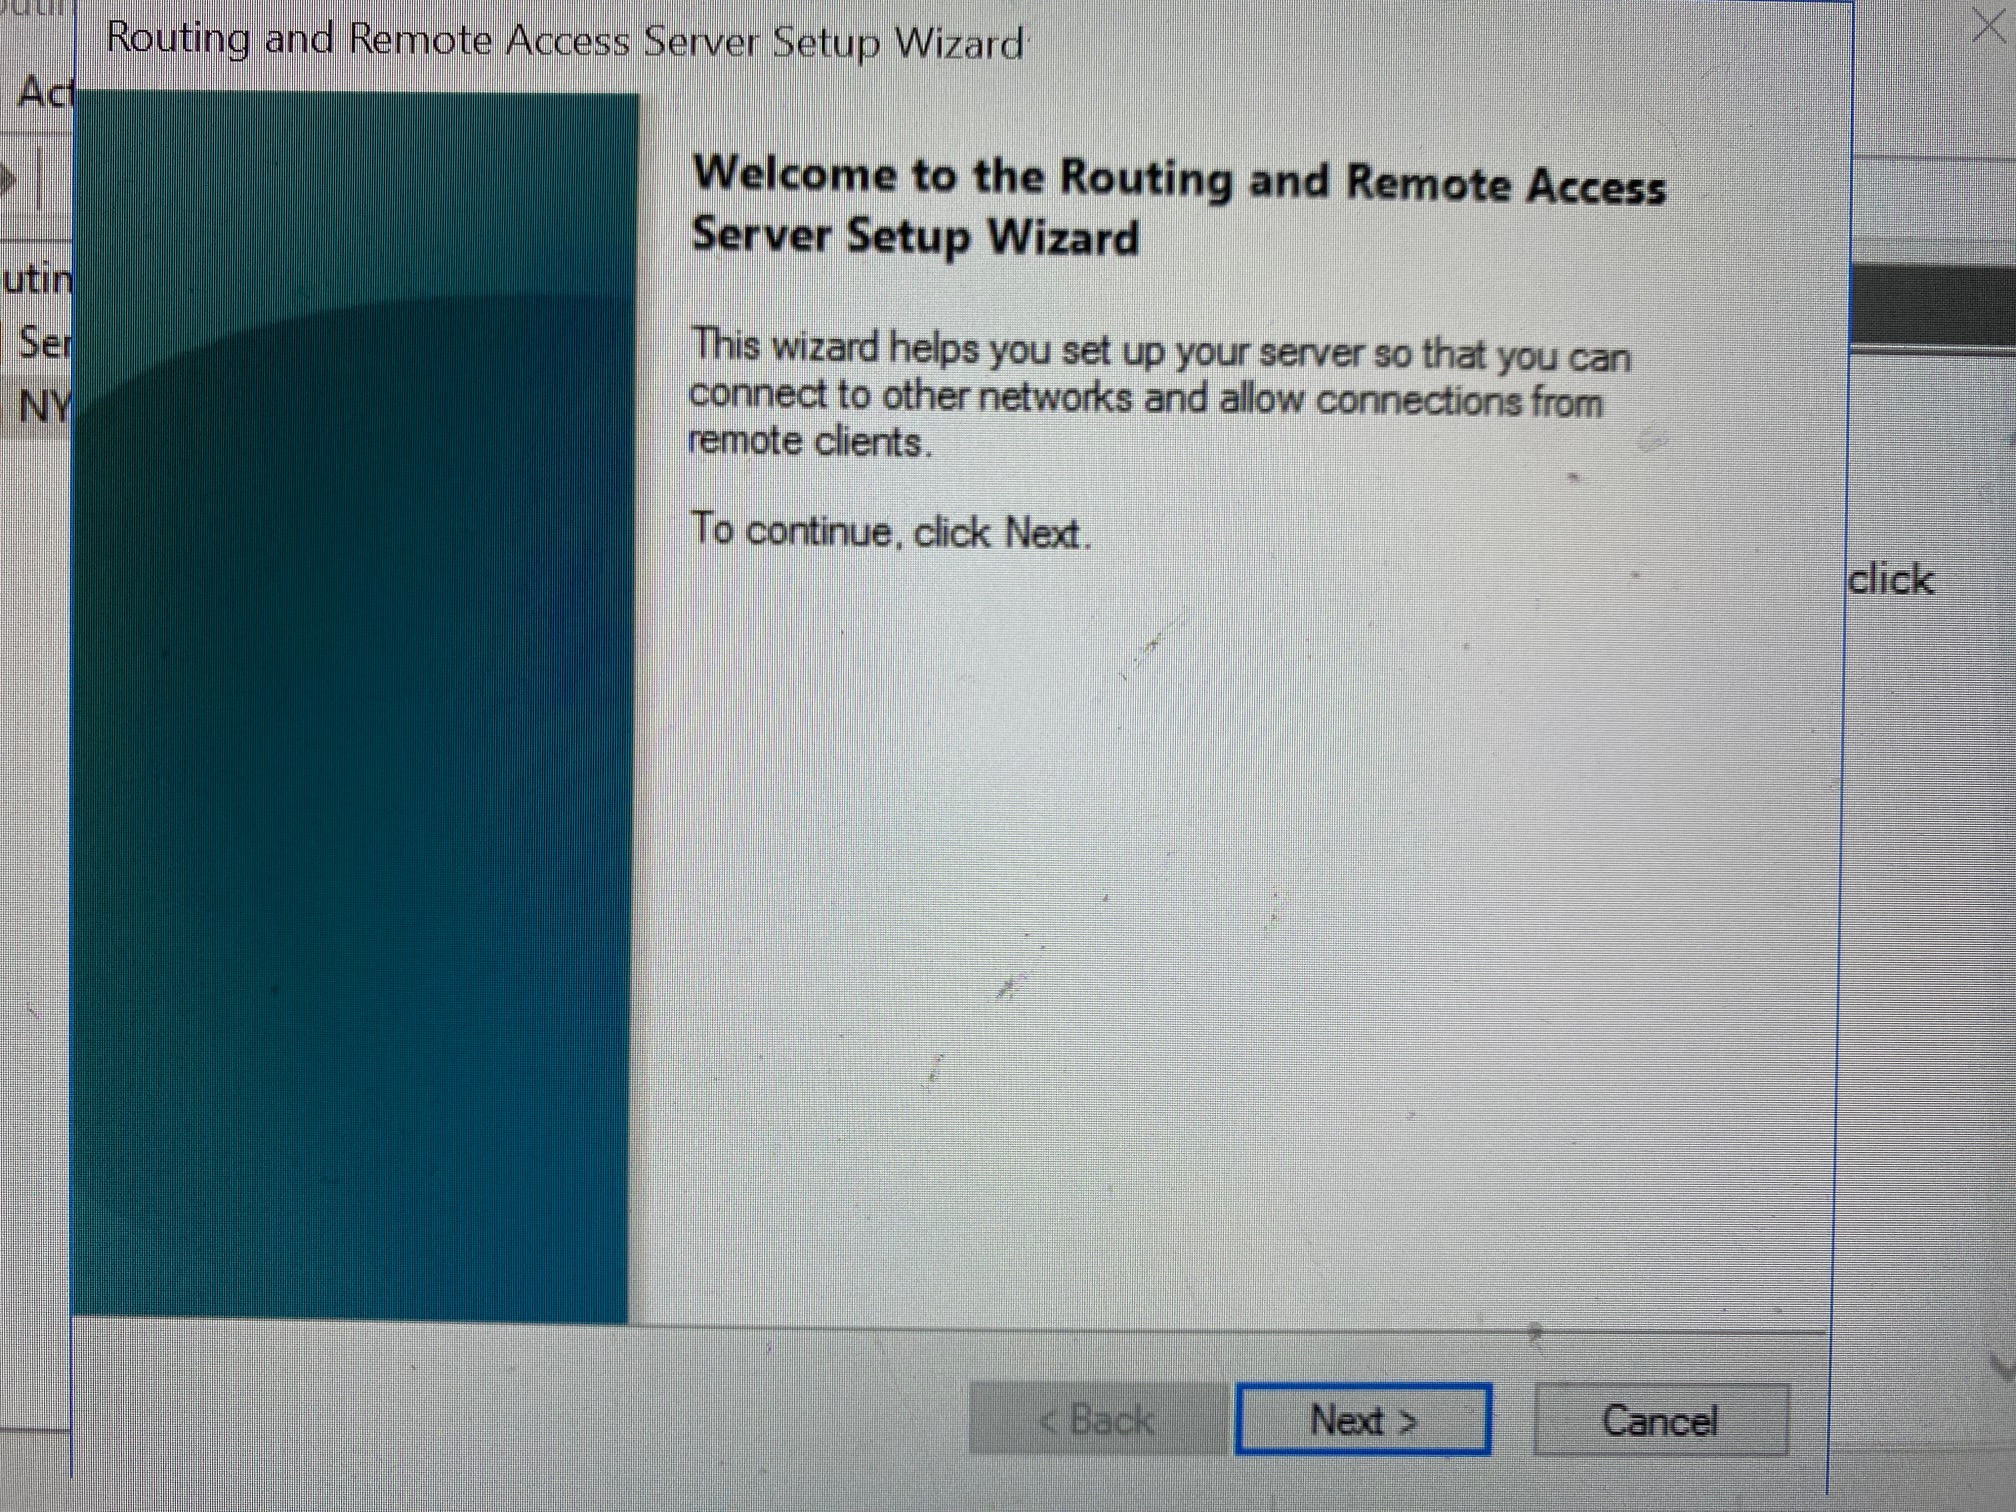 Routing and Remote Access Server Setup Wizard
Act
Welcome to the Routing and Remote Access
Server Setup Wizard
utin
Ser
NY
This wizard helps you set up your server so that you can
connect to other networks and allow connections from
remote clients.
To continue, click Next.
click
< Back
Next >
Cancel